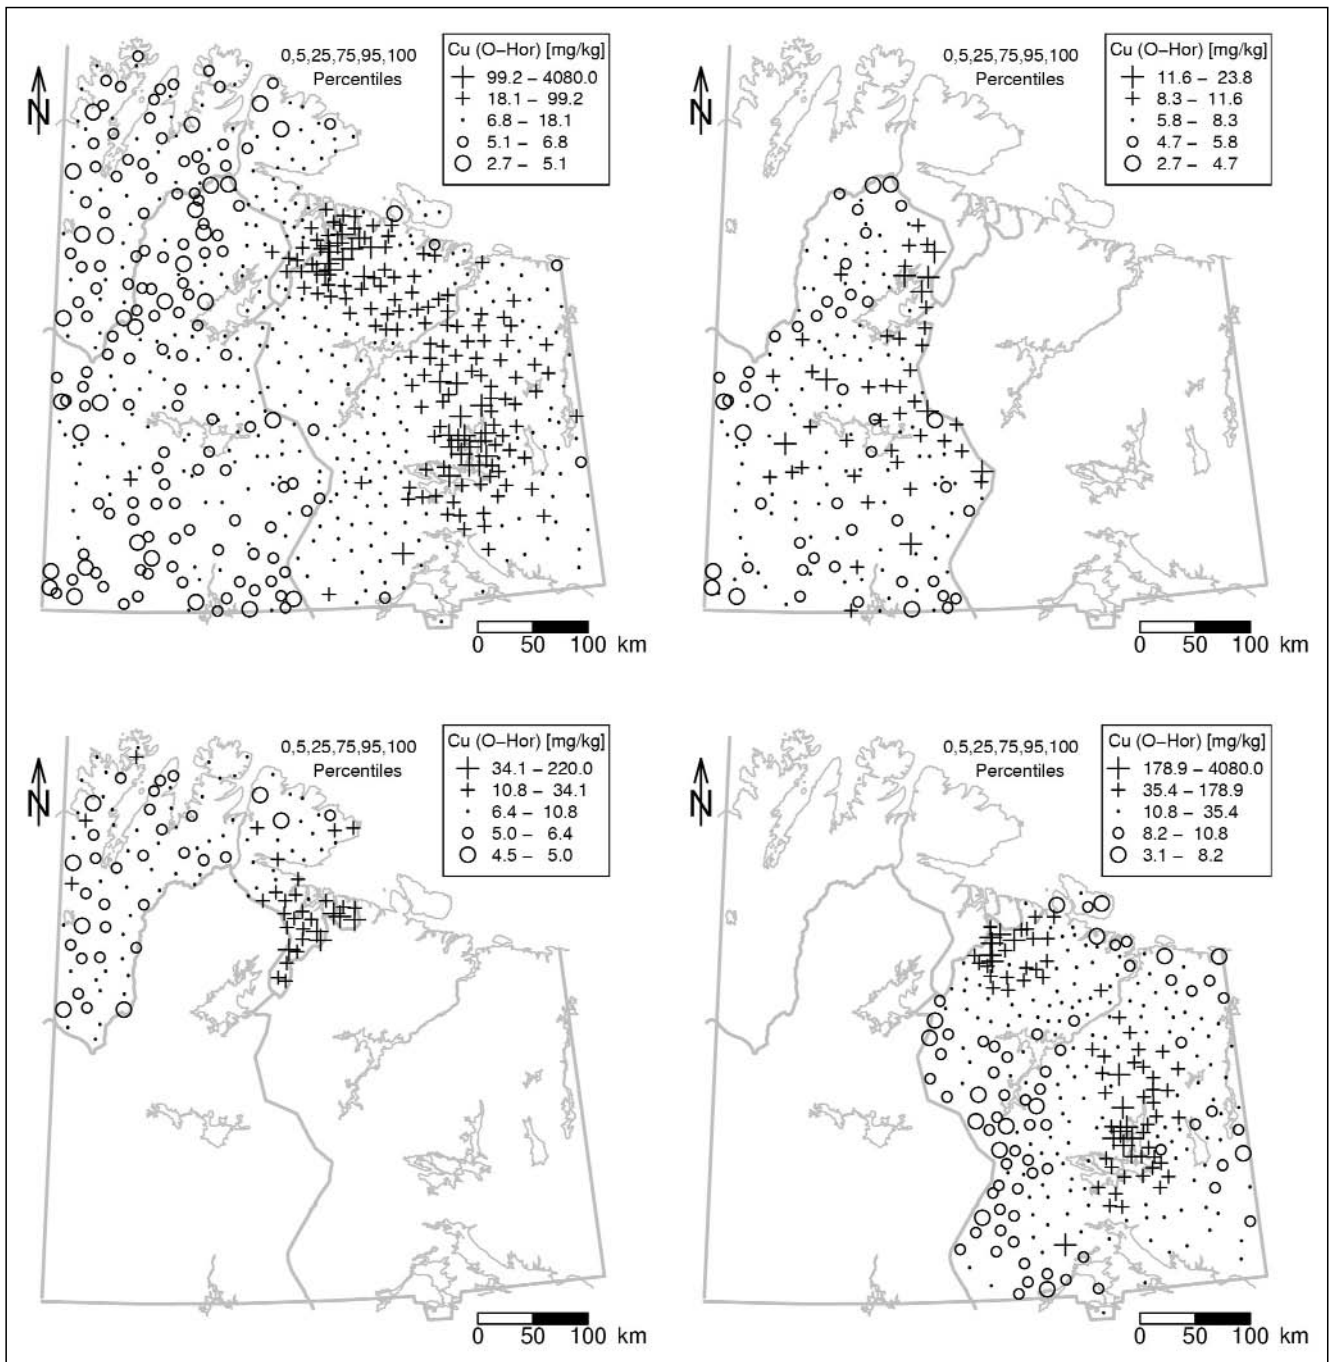 0,5,25,75,95,100
Percentiles
Cu (O–Hor) [mg/kg]
99.2 – 4080.0
18.1 – 99.2
6.8 – 18.1
5.1 – 6.8
2.7 – 5.1
N
0 50 100 km
0,5,25,75,95,100
Percentiles
Cu (O–Hor) [mg/kg]
11.6 – 23.8
8.3 – 11.6
5.8 – 8.3
4.7 – 5.8
2.7 – 4.7
N
0 50 100 km
0,5,25,75,95,100
Percentiles
Cu (O–Hor) [mg/kg]
34.1 – 220.0
10.8 – 34.1
6.4 – 10.8
5.0 – 6.4
4.5 – 5.0
N
0 50 100 km
0,5,25,75,95,100
Percentiles
Cu (O–Hor) [mg/kg]
178.9 – 4080.0
35.4 – 178.9
10.8 – 35.4
8.2 – 10.8
3.1 – 8.2
N
0 50 100 km